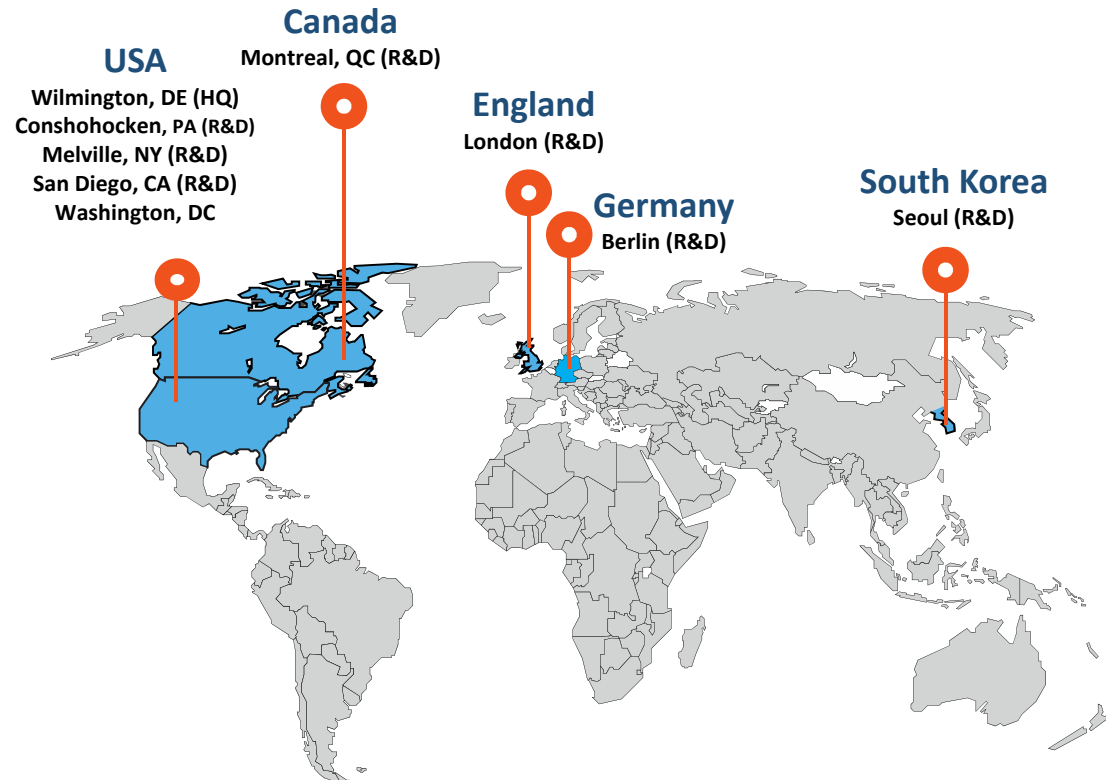 USA
Wilmington, DE (HQ)
Conshohocken, PA (R&D)
Melville, NY (R&D)
San Diego, CA (R&D)
Washington, DC
Canada
Montreal, QC (R&D)
England
London (R&D)
Germany
Berlin (R&D)
South Korea
Seoul (R&D)